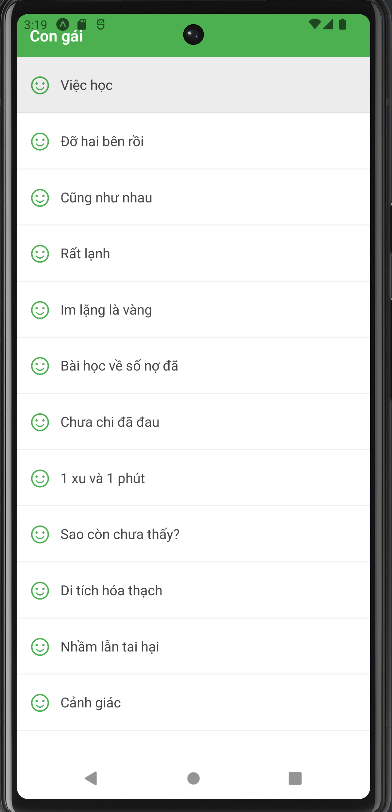 3:19
Con gái
Việc học
Đỡ hai bên rồi
Cũng như nhau
Rất lạnh
Im lặng là vàng
Bài học về số nợ đã
Chưa chi đã đau
1 xu và 1 phút
Sao còn chưa thấy?
Di tích hóa thạch
Nhầm lẫn tai hại
Cảnh giác